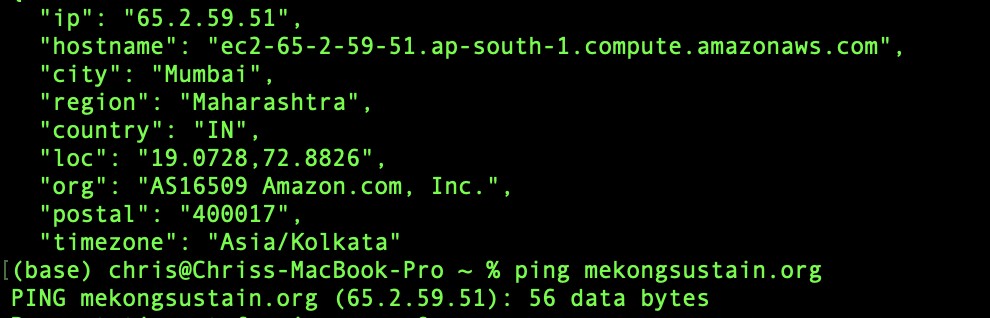 "ip": "65.2.59.51",
"hostname": "ec2-65-2-59-51.ap-south-1.compute.amazonaws.com",
"city": "Mumbai",
"region": "Maharashtra",
"country": "IN",
"loc": "19.0728,72.8826",
"org": "AS16509 Amazon.com, Inc.",
"postal": "400017",
"timezone": "Asia/Kolkata"
[(base) chris@Chriss-MacBook-Pro ~ % ping mekongsustain.org
PING mekongsustain.org (65.2.59.51): 56 data bytes